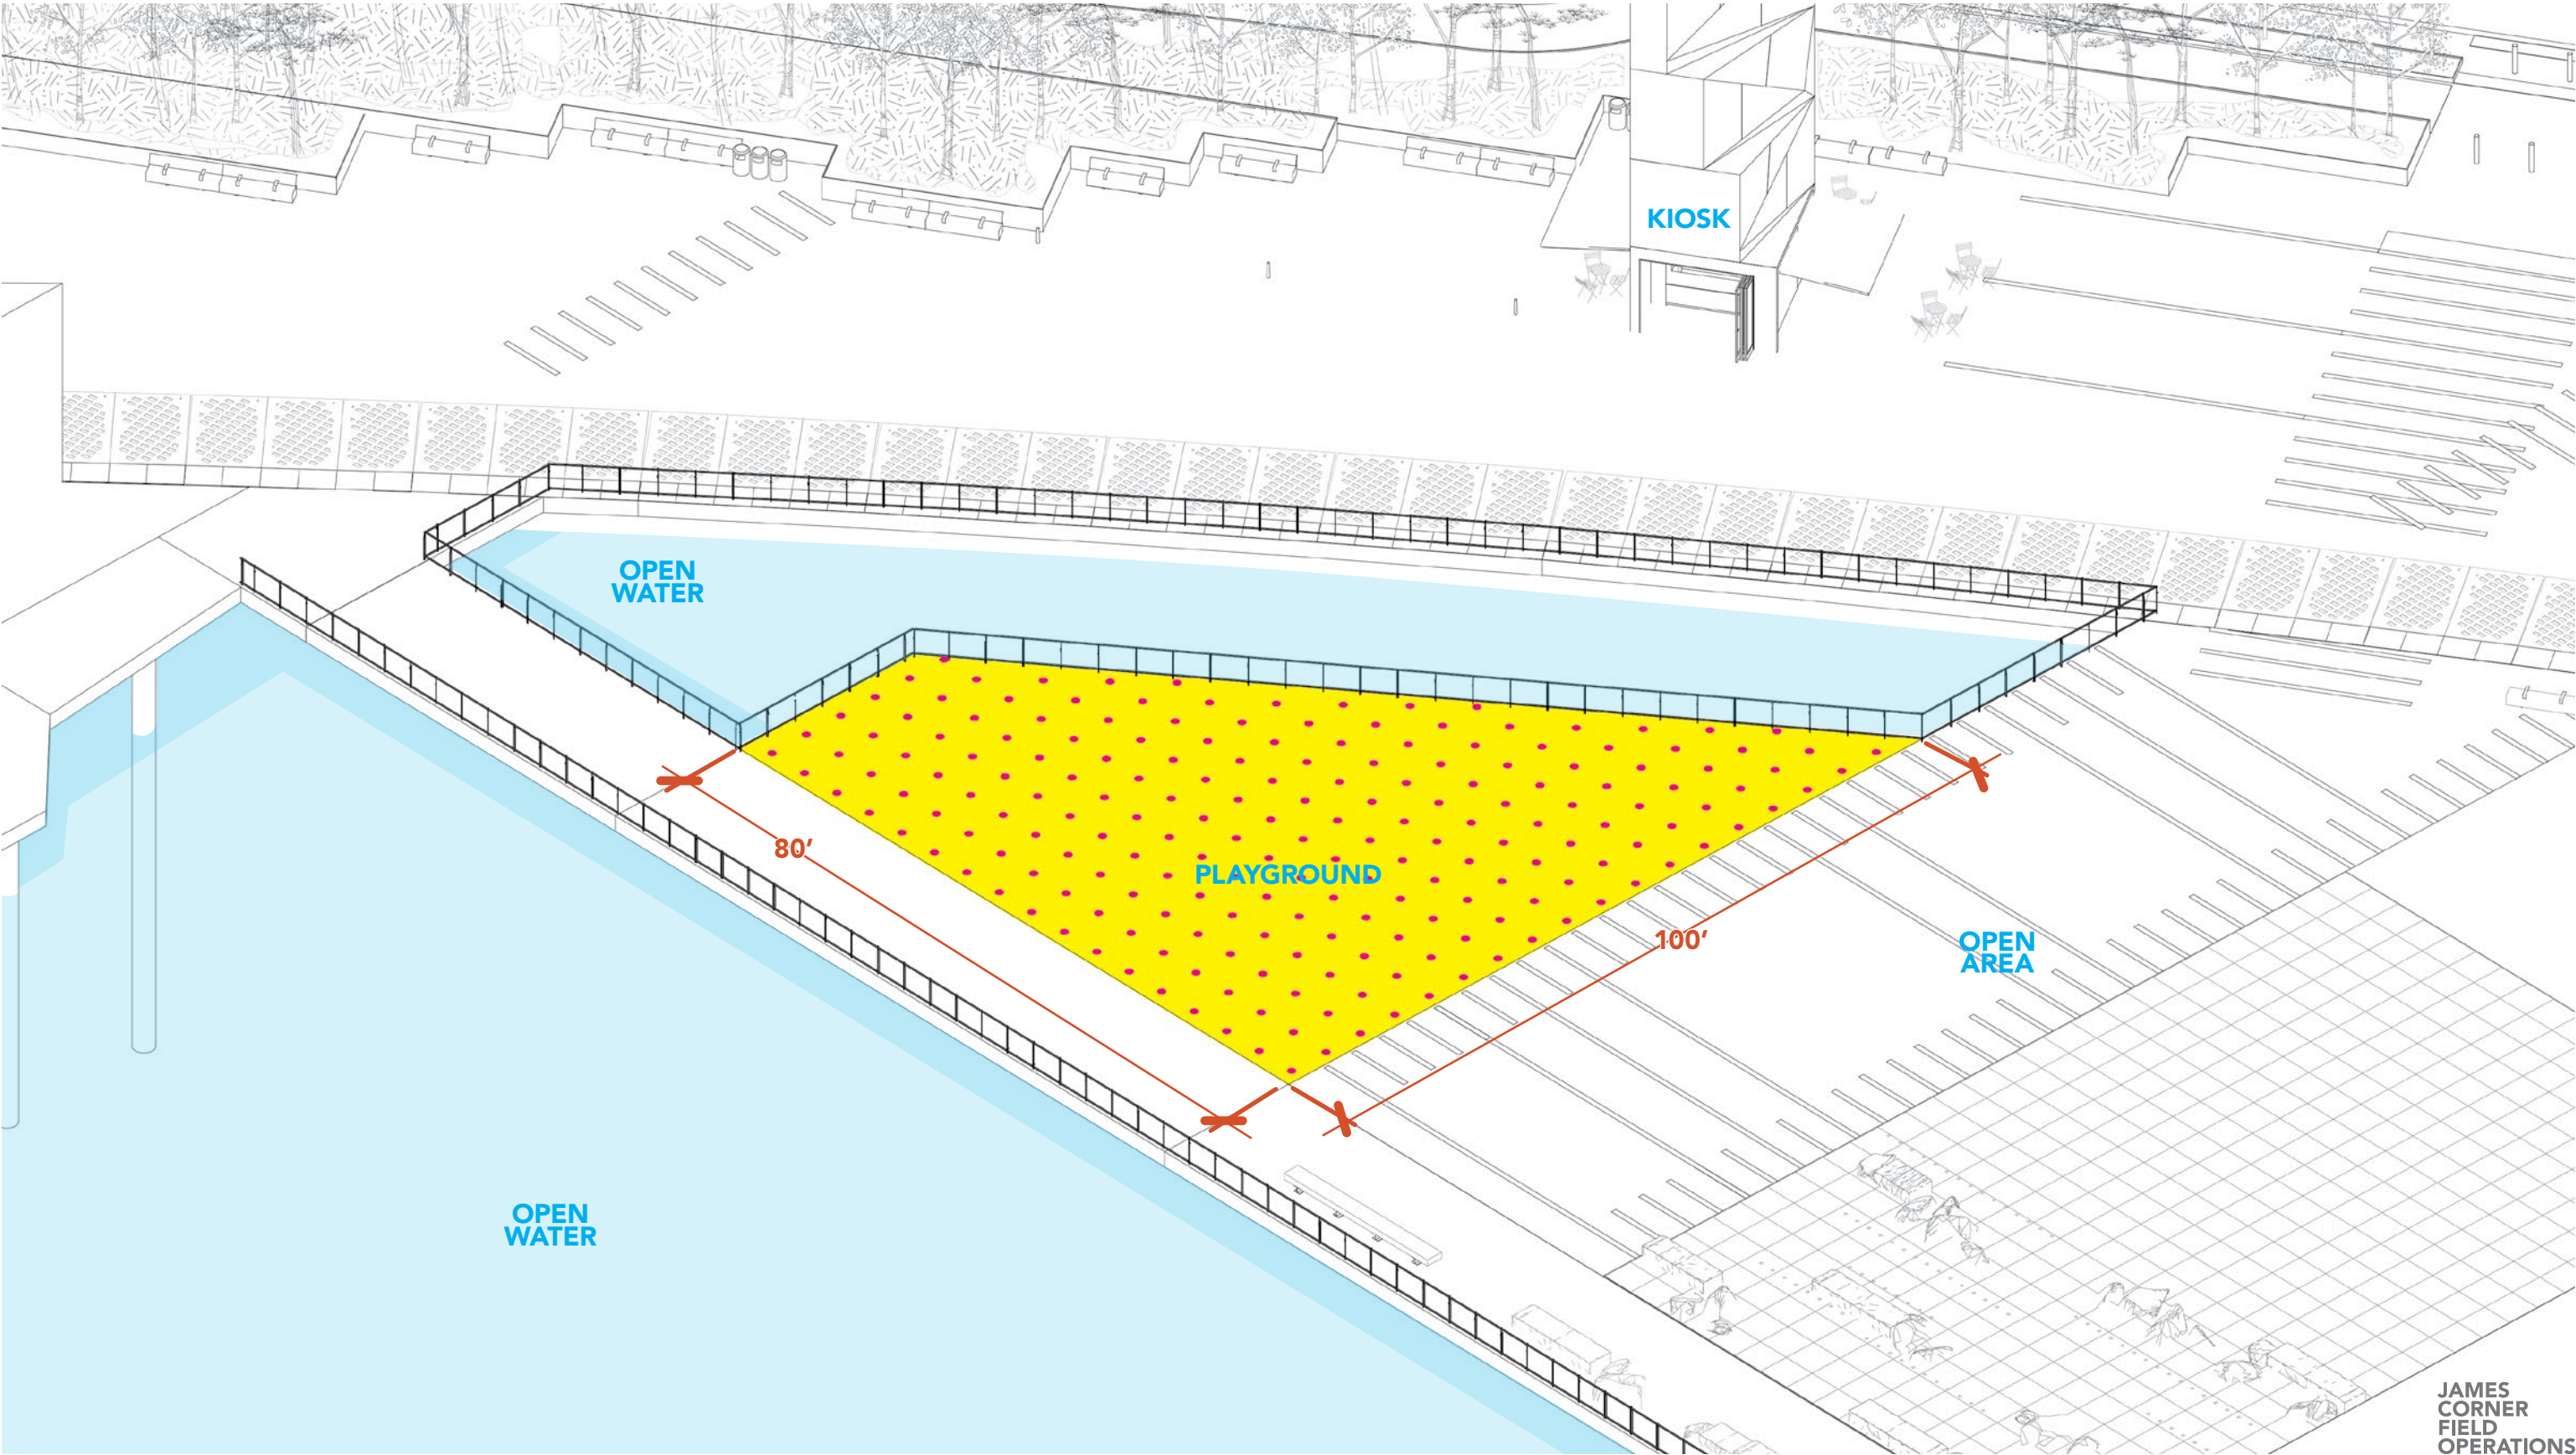 KIOSK
OPEN
WATER
80’
PLAYGROUND
100’
OPEN
AREA
OPEN
WATER
JAMES
CORNER
FIELD
OPERATIONS